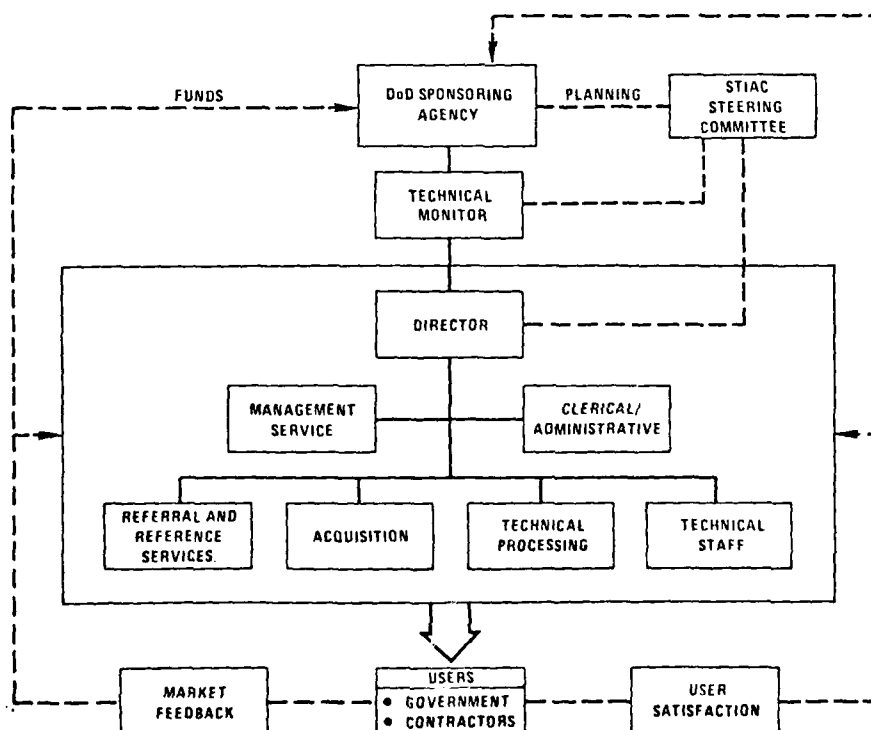 FUNDS
DoD SPONSORING
AGENCY
PLANNING
STIAC
STEERING
COMMITTEE
TECHNICAL
MONITOR
DIRECTOR
MANAGEMENT
SERVICE
CLERICAL/
ADMINISTRATIVE
REFERRAL AND
REFERENCE
SERVICES.
ACQUISITION
TECHNICAL
PROCESSING
TECHNICAL
STAFF
MARKET
FEEDBACK
USERS
• GOVERNMENT
• CONTRACTORS
USER
SATISFACTION